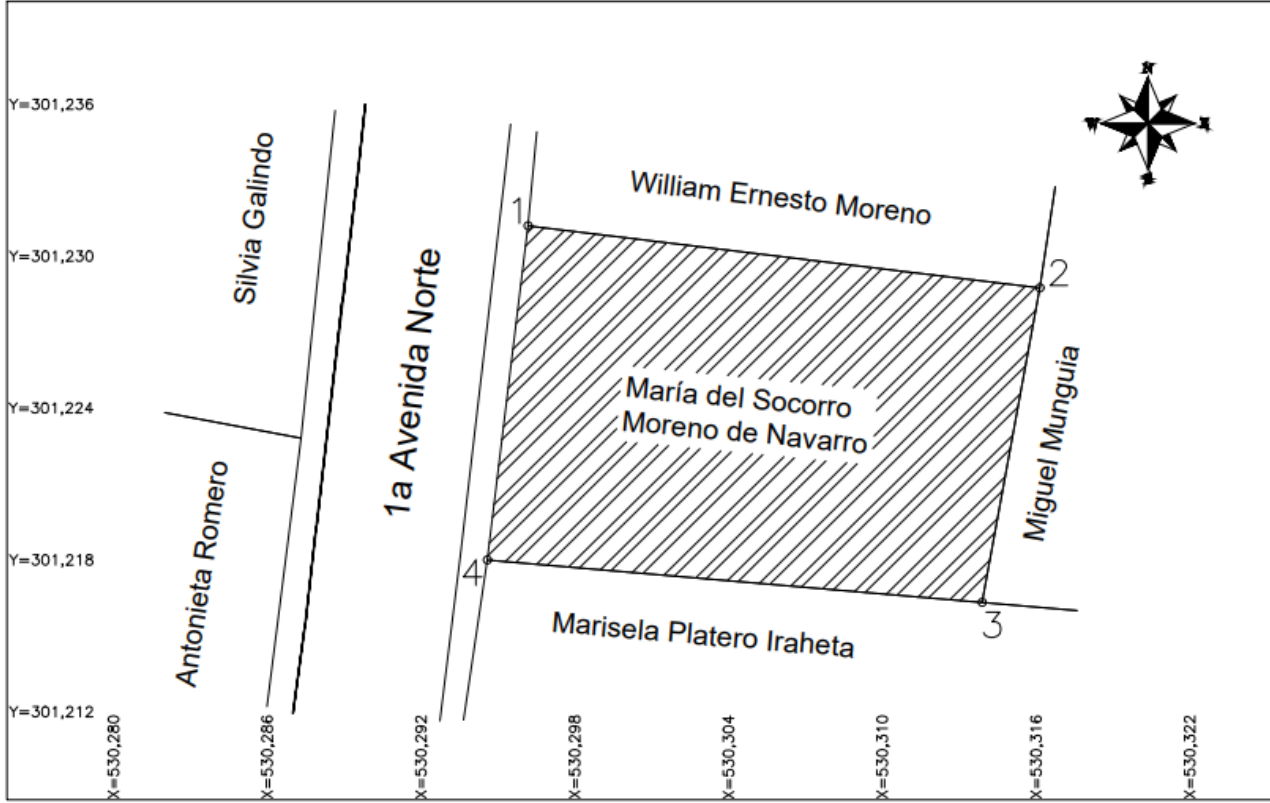 N
Y=301,236
W
E
S
Silvia Galindo
William Ernesto Moreno
1
Y=301,230
1a Avenida Norte
2
María del Socorro
Moreno de Navarro
Miguel Munguia
Y=301,224
Antonieta Romero
Y=301,218
4
Marisela Platero Iraheta
3
Y=301,212
X=530,280
X=530,286
X=530,292
X=530,298
X=530,304
X=530,310
X=530,316
X=530,322